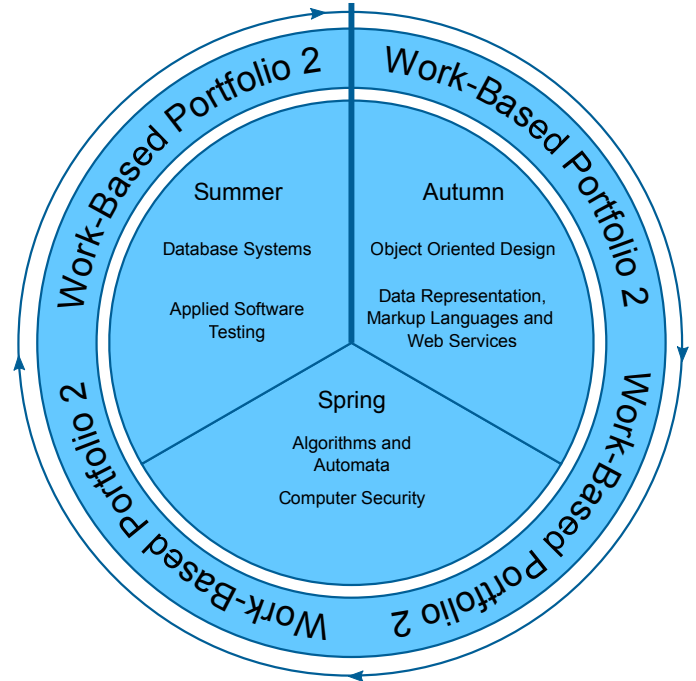 Work-Based Portfolio 2
Work-Based Portfolio 2
Work-Based Portfolio 2
Work-Based Portfolio 2
Summer
Database Systems
Applied Software
Testing
Autumn
Object Oriented Design
Data Representation,
Markup Languages and
Web Services
Spring
Algorithms and
Automata
Computer Security